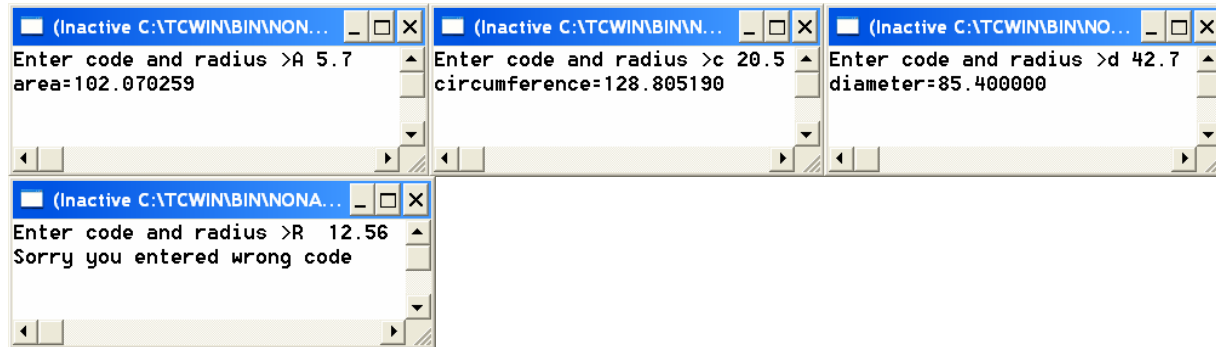 (Inactive C:\TCWIN\BIN\NON...
Enter code and radius >A 5.7
area=102.070259
(Inactive C:\TCWIN\BIN\N...
Enter code and radius >c 20.5
circumference=128.805190
(Inactive C:\TCWIN\BIN\NO...
Enter code and radius >d 42.7
diameter=85.400000
(Inactive C:\TCWIN\BIN\NONA...
Enter code and radius >R  12.56
Sorry you entered wrong code